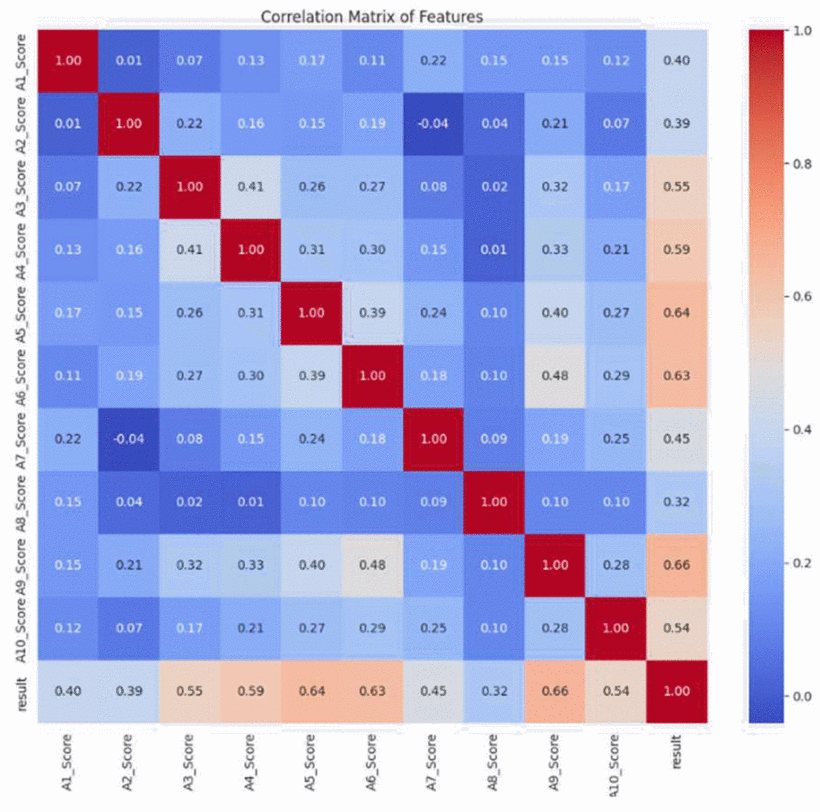 Correlation Matrix of Features
A1_Score 1.00 0.01 0.07 0.13 0.17 0.11 0.22 0.15 0.15 0.12 0.40
A2_Score 0.01 1.00 0.22 0.16 0.15 0.19 -0.04 0.04 0.21 0.07 0.39
A3_Score 0.07 0.22 1.00 0.41 0.26 0.27 0.08 0.02 0.32 0.17 0.55
A4_Score 0.13 0.16 0.41 1.00 0.31 0.30 0.15 0.01 0.33 0.21 0.59
A5_Score 0.17 0.15 0.26 0.31 1.00 0.39 0.24 0.10 0.40 0.27 0.64
A6_Score 0.11 0.19 0.27 0.30 0.39 1.00 0.18 0.10 0.48 0.29 0.63
A7_Score 0.22 -0.04 0.08 0.15 0.24 0.18 1.00 0.09 0.19 0.25 0.45
A8_Score 0.15 0.04 0.02 0.01 0.10 0.10 0.09 1.00 0.10 0.10 0.32
A9_Score 0.15 0.21 0.32 0.33 0.40 0.48 0.19 0.10 1.00 0.28 0.66
A10_Score 0.12 0.07 0.17 0.21 0.27 0.29 0.25 0.10 0.28 1.00 0.54
result 0.40 0.39 0.55 0.59 0.64 0.63 0.45 0.32 0.66 0.54 1.00
A1_Score A2_Score A3_Score A4_Score A5_Score A6_Score A7_Score A8_Score A9_Score A10_Score result
1.0
0.8
0.6
0.4
0.2
0.0